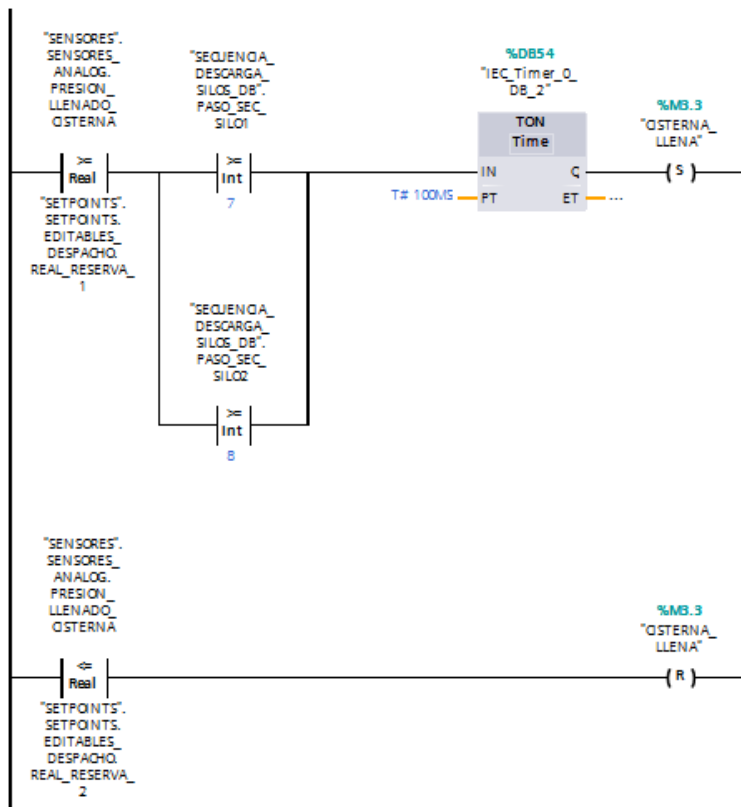 "SENSORES".
SENSORES_
ANALOG.
PRESION_
LLENADO_
CISTERNA
>=
Real
"SETPOINTS".
SETPOINTS.
EDITABLES_
DESPACHO.
REAL_RESERVA_
1
"SECUENCIA_
DESCARGA_
SILOS_DB".
PASO_SEC_
SILO1
>=
Int
7
"SECUENCIA_
DESCARGA_
SILOS_DB".
PASO_SEC_
SILO2
>=
Int
8
%DB54
"IEC_Timer_0_
DB_2"
TON
Time
IN Q
T# 100MS PT ET ...
%M3.3
"CISTERNA_
LLENA"
S
"SENSORES".
SENSORES_
ANALOG.
PRESION_
LLENADO_
CISTERNA
<=
Real
"SETPOINTS".
SETPOINTS.
EDITABLES_
DESPACHO.
REAL_RESERVA_
2
%M3.3
"CISTERNA_
LLENA"
R